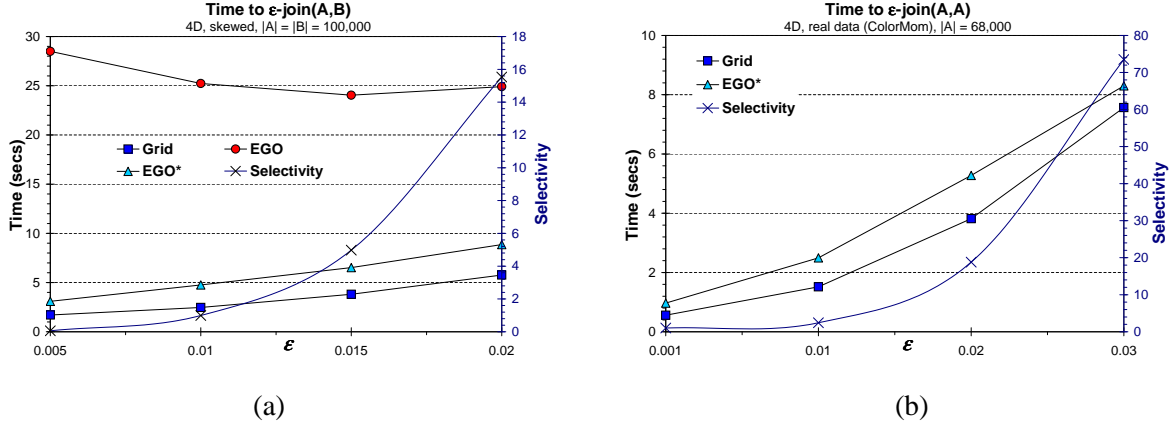 Time to ε-join(A,B)
4D, skewed, |A| = |B| = 100,000
30
25
20
15
10
5
0
Time (secs)
18
16
14
12
10
8
6
4
2
0
Selectivity
Grid
EGO
EGO*
Selectivity
0.005
0.01
0.015
0.02
ε
(a)
Time to ε-join(A,A)
4D, real data (ColorMom), |A| = 68,000
10
8
6
4
2
0
Time (secs)
80
70
60
50
40
30
20
10
0
Selectivity
Grid
EGO*
Selectivity
0.001
0.01
0.02
0.03
ε
(b)